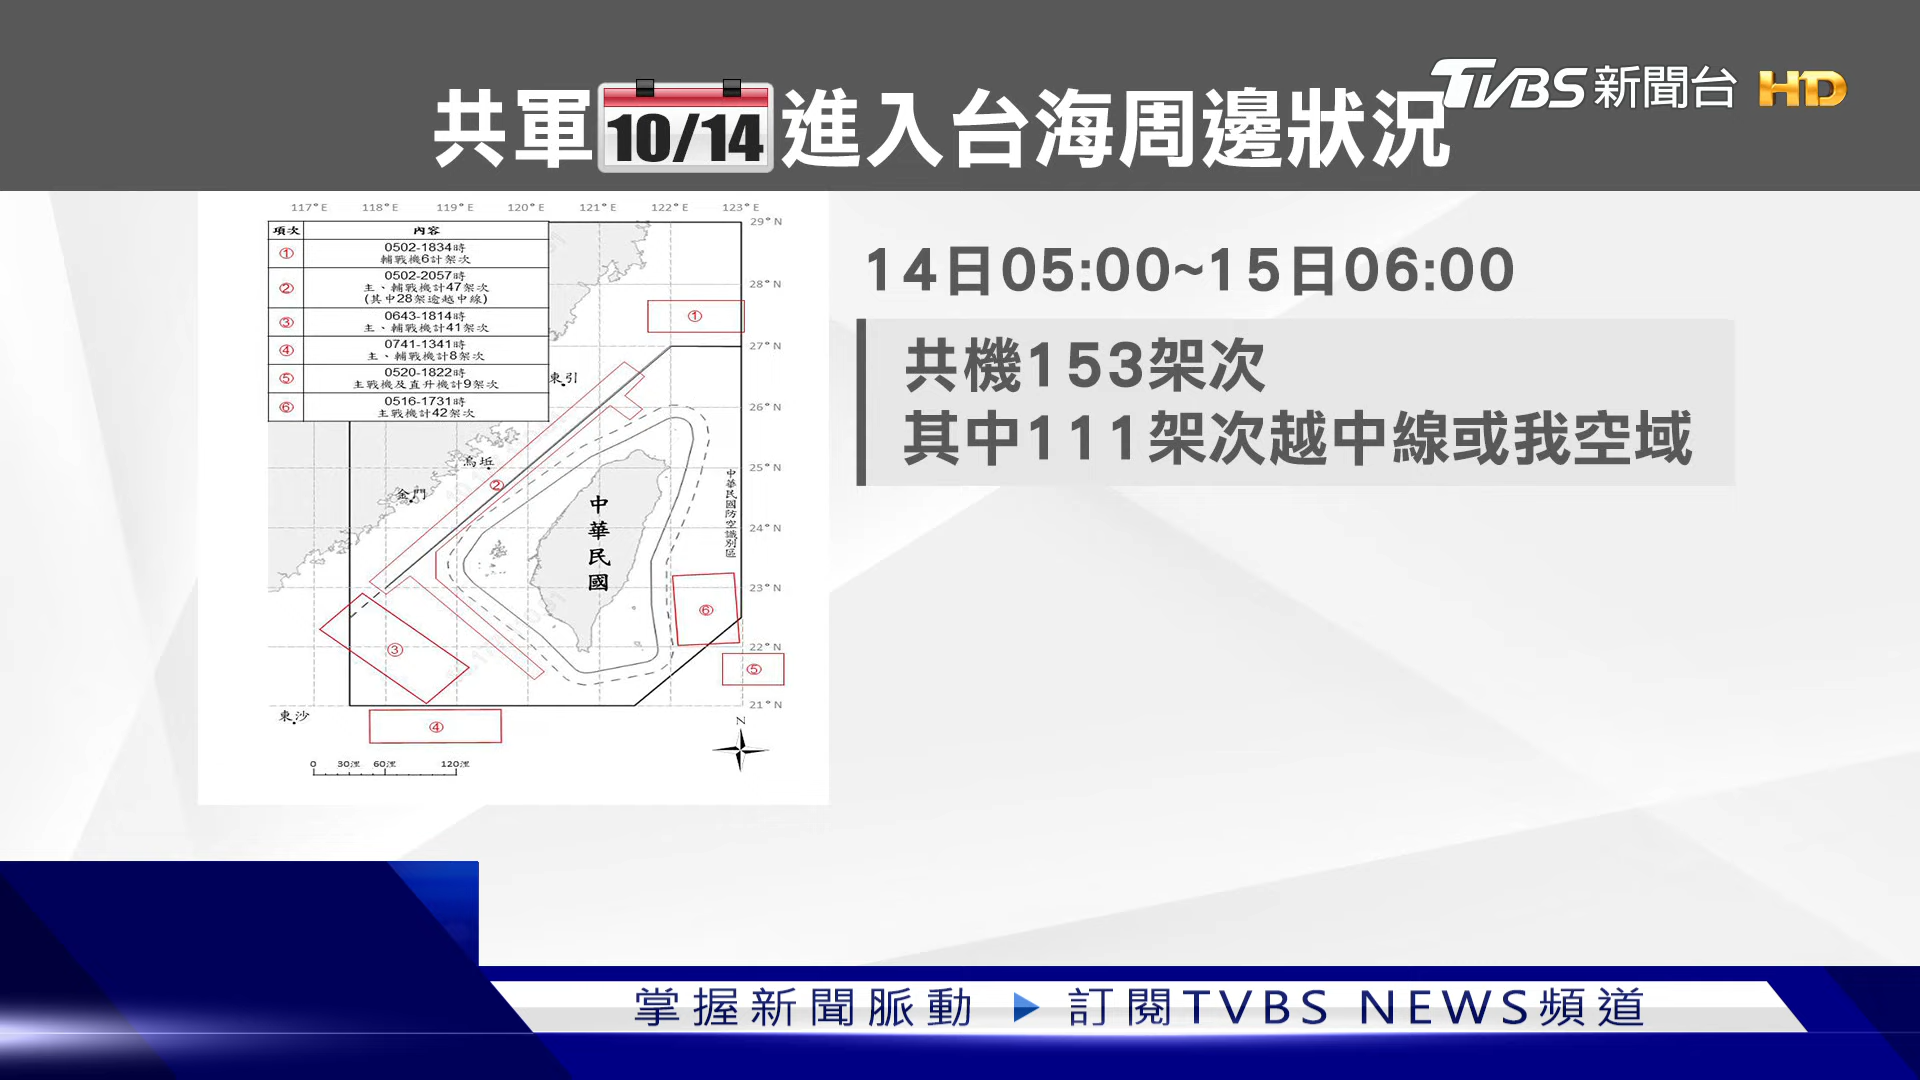 共軍10/14進入台海周邊狀況
TVBS新聞台 HD
117°E 118°E 119°E 120°E 121°E 122°E 123°E
29°N
28°N
27°N
26°N
25°N
24°N
23°N
22°N
21°N
項次 內容
① 0502-1834時
輔戰機6計架次
② 0502-2057時
主、輔戰機計47架次
(其中28架逾越中線)
③ 0643-1814時
主、輔戰機計41架次
④ 0741-1341時
主、輔戰機計8架次
⑤ 0520-1822時
主戰機及直升機計9架次
⑥ 0516-1731時
主戰機計42架次
①
東引
烏坵
②
金門
中華民國
中華民國防空識別區
⑥
③
⑤
東沙
④
N
0 30浬 60浬 120浬
14日05:00~15日06:00
共機153架次
其中111架次越中線或我空域
掌握新聞脈動 ▶ 訂閱TVBS NEWS頻道